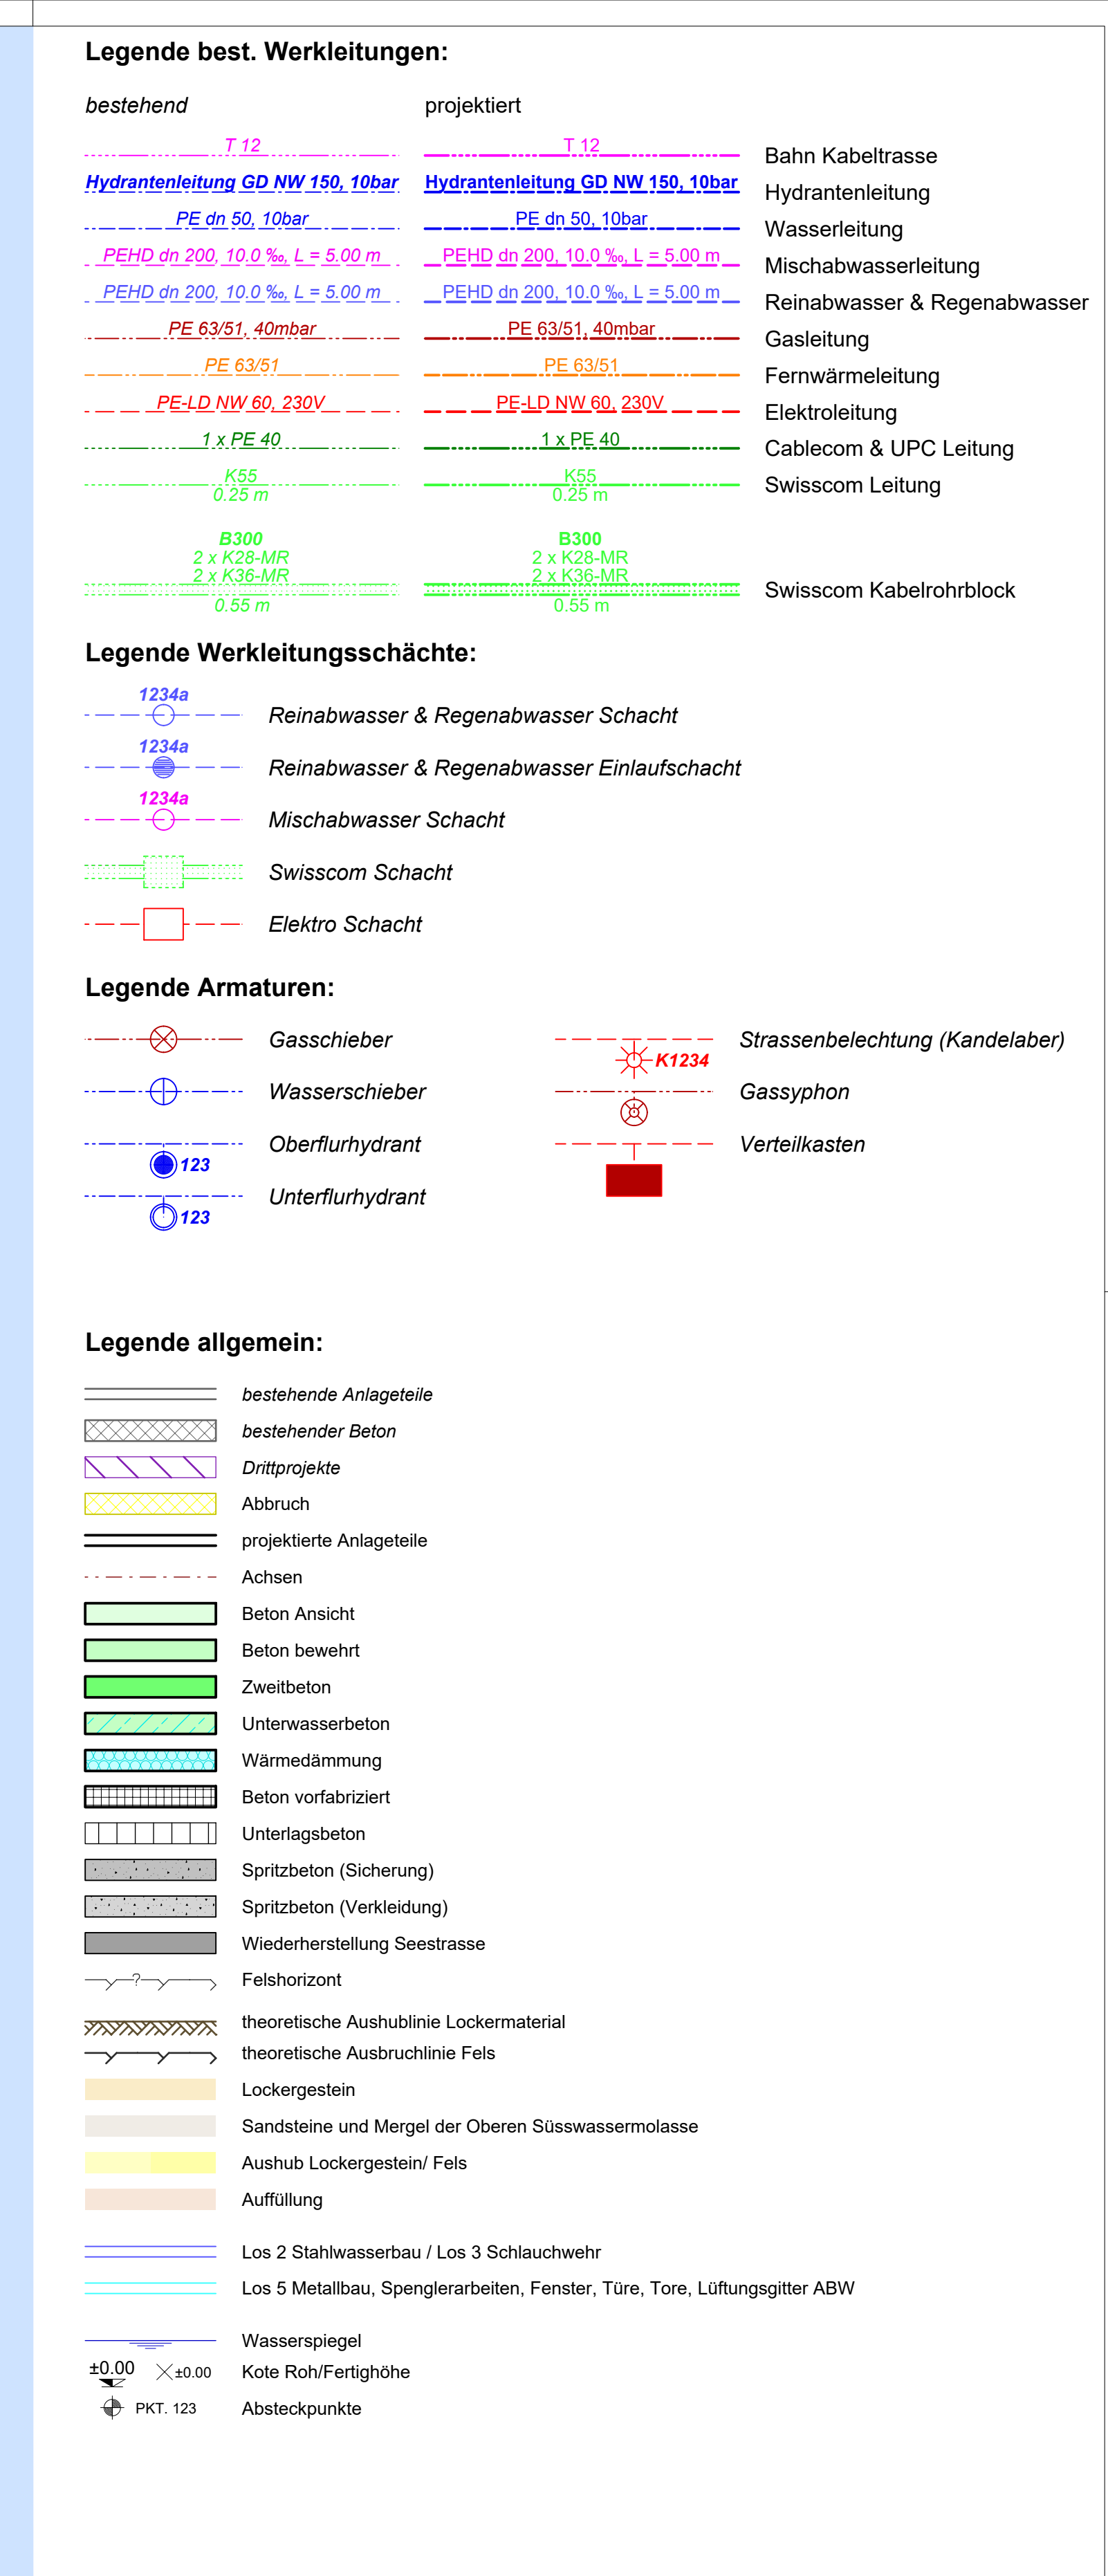 Legende best. Werkleitungen:
bestehend projektiert
T 12 T 12 Bahn Kabeltrasse
Hydrantenleitung GD NW 150, 10bar Hydrantenleitung GD NW 150, 10bar Hydrantenleitung
PE dn 50, 10bar PE dn 50, 10bar Wasserleitung
PEHD dn 200, 10.0 ‰, L = 5.00 m PEHD dn 200, 10.0 ‰, L = 5.00 m Mischabwasserleitung
PEHD dn 200, 10.0 ‰, L = 5.00 m PEHD dn 200, 10.0 ‰, L = 5.00 m Reinabwasser & Regenabwasser
PE 63/51, 40mbar PE 63/51, 40mbar Gasleitung
PE 63/51 PE 63/51 Fernwärmeleitung
PE-LD NW 60, 230V PE-LD NW 60, 230V Elektroleitung
1 x PE 40 1 x PE 40 Cablecom & UPC Leitung
K55 K55 Swisscom Leitung
0.25 m 0.25 m
B300 B300
2 x K28-MR 2 x K28-MR
2 x K36-MR 2 x K36-MR Swisscom Kabelrohrblock
0.55 m 0.55 m
Legende Werkleitungsschächte:
1234a Reinabwasser & Regenabwasser Schacht
1234a Reinabwasser & Regenabwasser Einlaufschacht
1234a Mischabwasser Schacht
Swisscom Schacht
Elektro Schacht
Legende Armaturen:
Gasschieber Strassenbelechtung (Kandelaber)
K1234
Wasserschieber Gassyphon
Oberflurhydrant Verteilkasten
123
Unterflurhydrant
123
Legende allgemein:
bestehende Anlageteile
bestehender Beton
Drittprojekte
Abbruch
projektierte Anlageteile
Achsen
Beton Ansicht
Beton bewehrt
Zweitbeton
Unterwasserbeton
Wärmedämmung
Beton vorfabriziert
Unterlagsbeton
Spritzbeton (Sicherung)
Spritzbeton (Verkleidung)
Wiederherstellung Seestrasse
? Felshorizont
theoretische Aushublinie Lockermaterial
theoretische Ausbruchlinie Fels
Lockergestein
Sandsteine und Mergel der Oberen Süsswassermolasse
Aushub Lockergestein/ Fels
Auffüllung
Los 2 Stahlwasserbau / Los 3 Schlauchwehr
Los 5 Metallbau, Spenglerarbeiten, Fenster, Türe, Tore, Lüftungsgitter ABW
Wasserspiegel
±0.00 ±0.00 Kote Roh/Fertighöhe
PKT. 123 Absteckpunkte